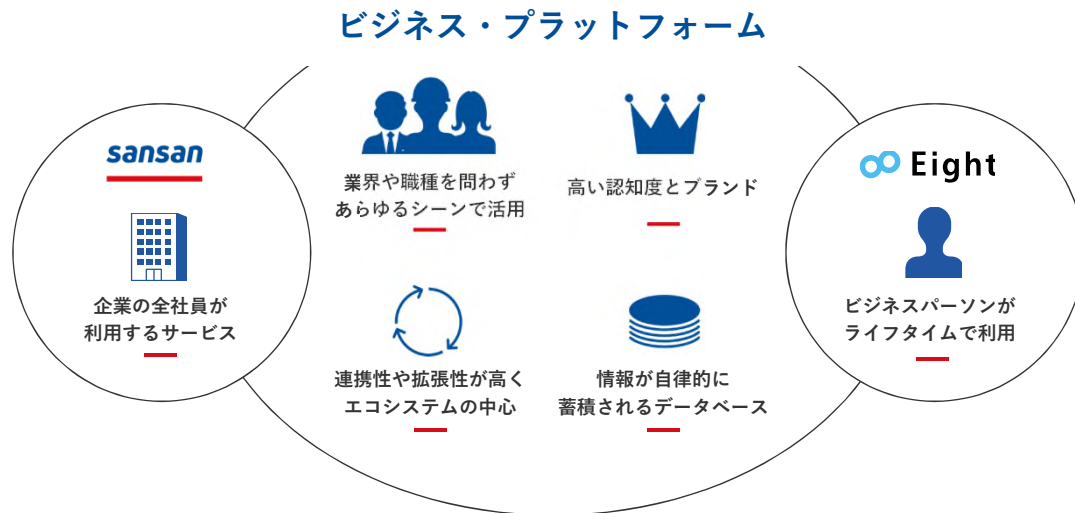 ビジネス・プラットフォーム
sansan
企業の全社員が
利用するサービス
業界や職種を問わず
あらゆるシーンで活用
高い認知度とブランド
連携性や拡張性が高く
エコシステムの中心
情報が自律的に
蓄積されるデータベース
Eight
ビジネスパーソンが
ライフタイムで利用